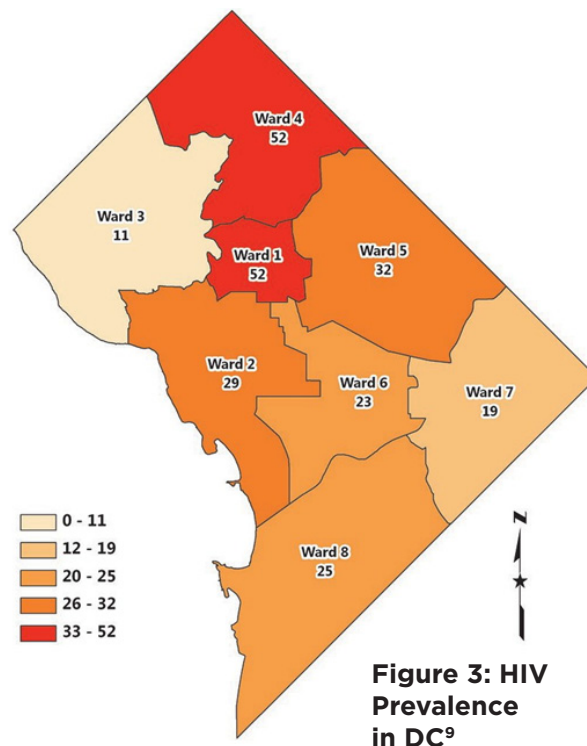 Ward 4
52
Ward 3
11
Ward 5
32
Ward 1
52
Ward 2
29
Ward 6
23
Ward 7
19
Ward 8
25
0 - 11
12 - 19
20 - 25
26 - 32
33 - 52
N
Figure 3: HIV
Prevalence
in DC⁹